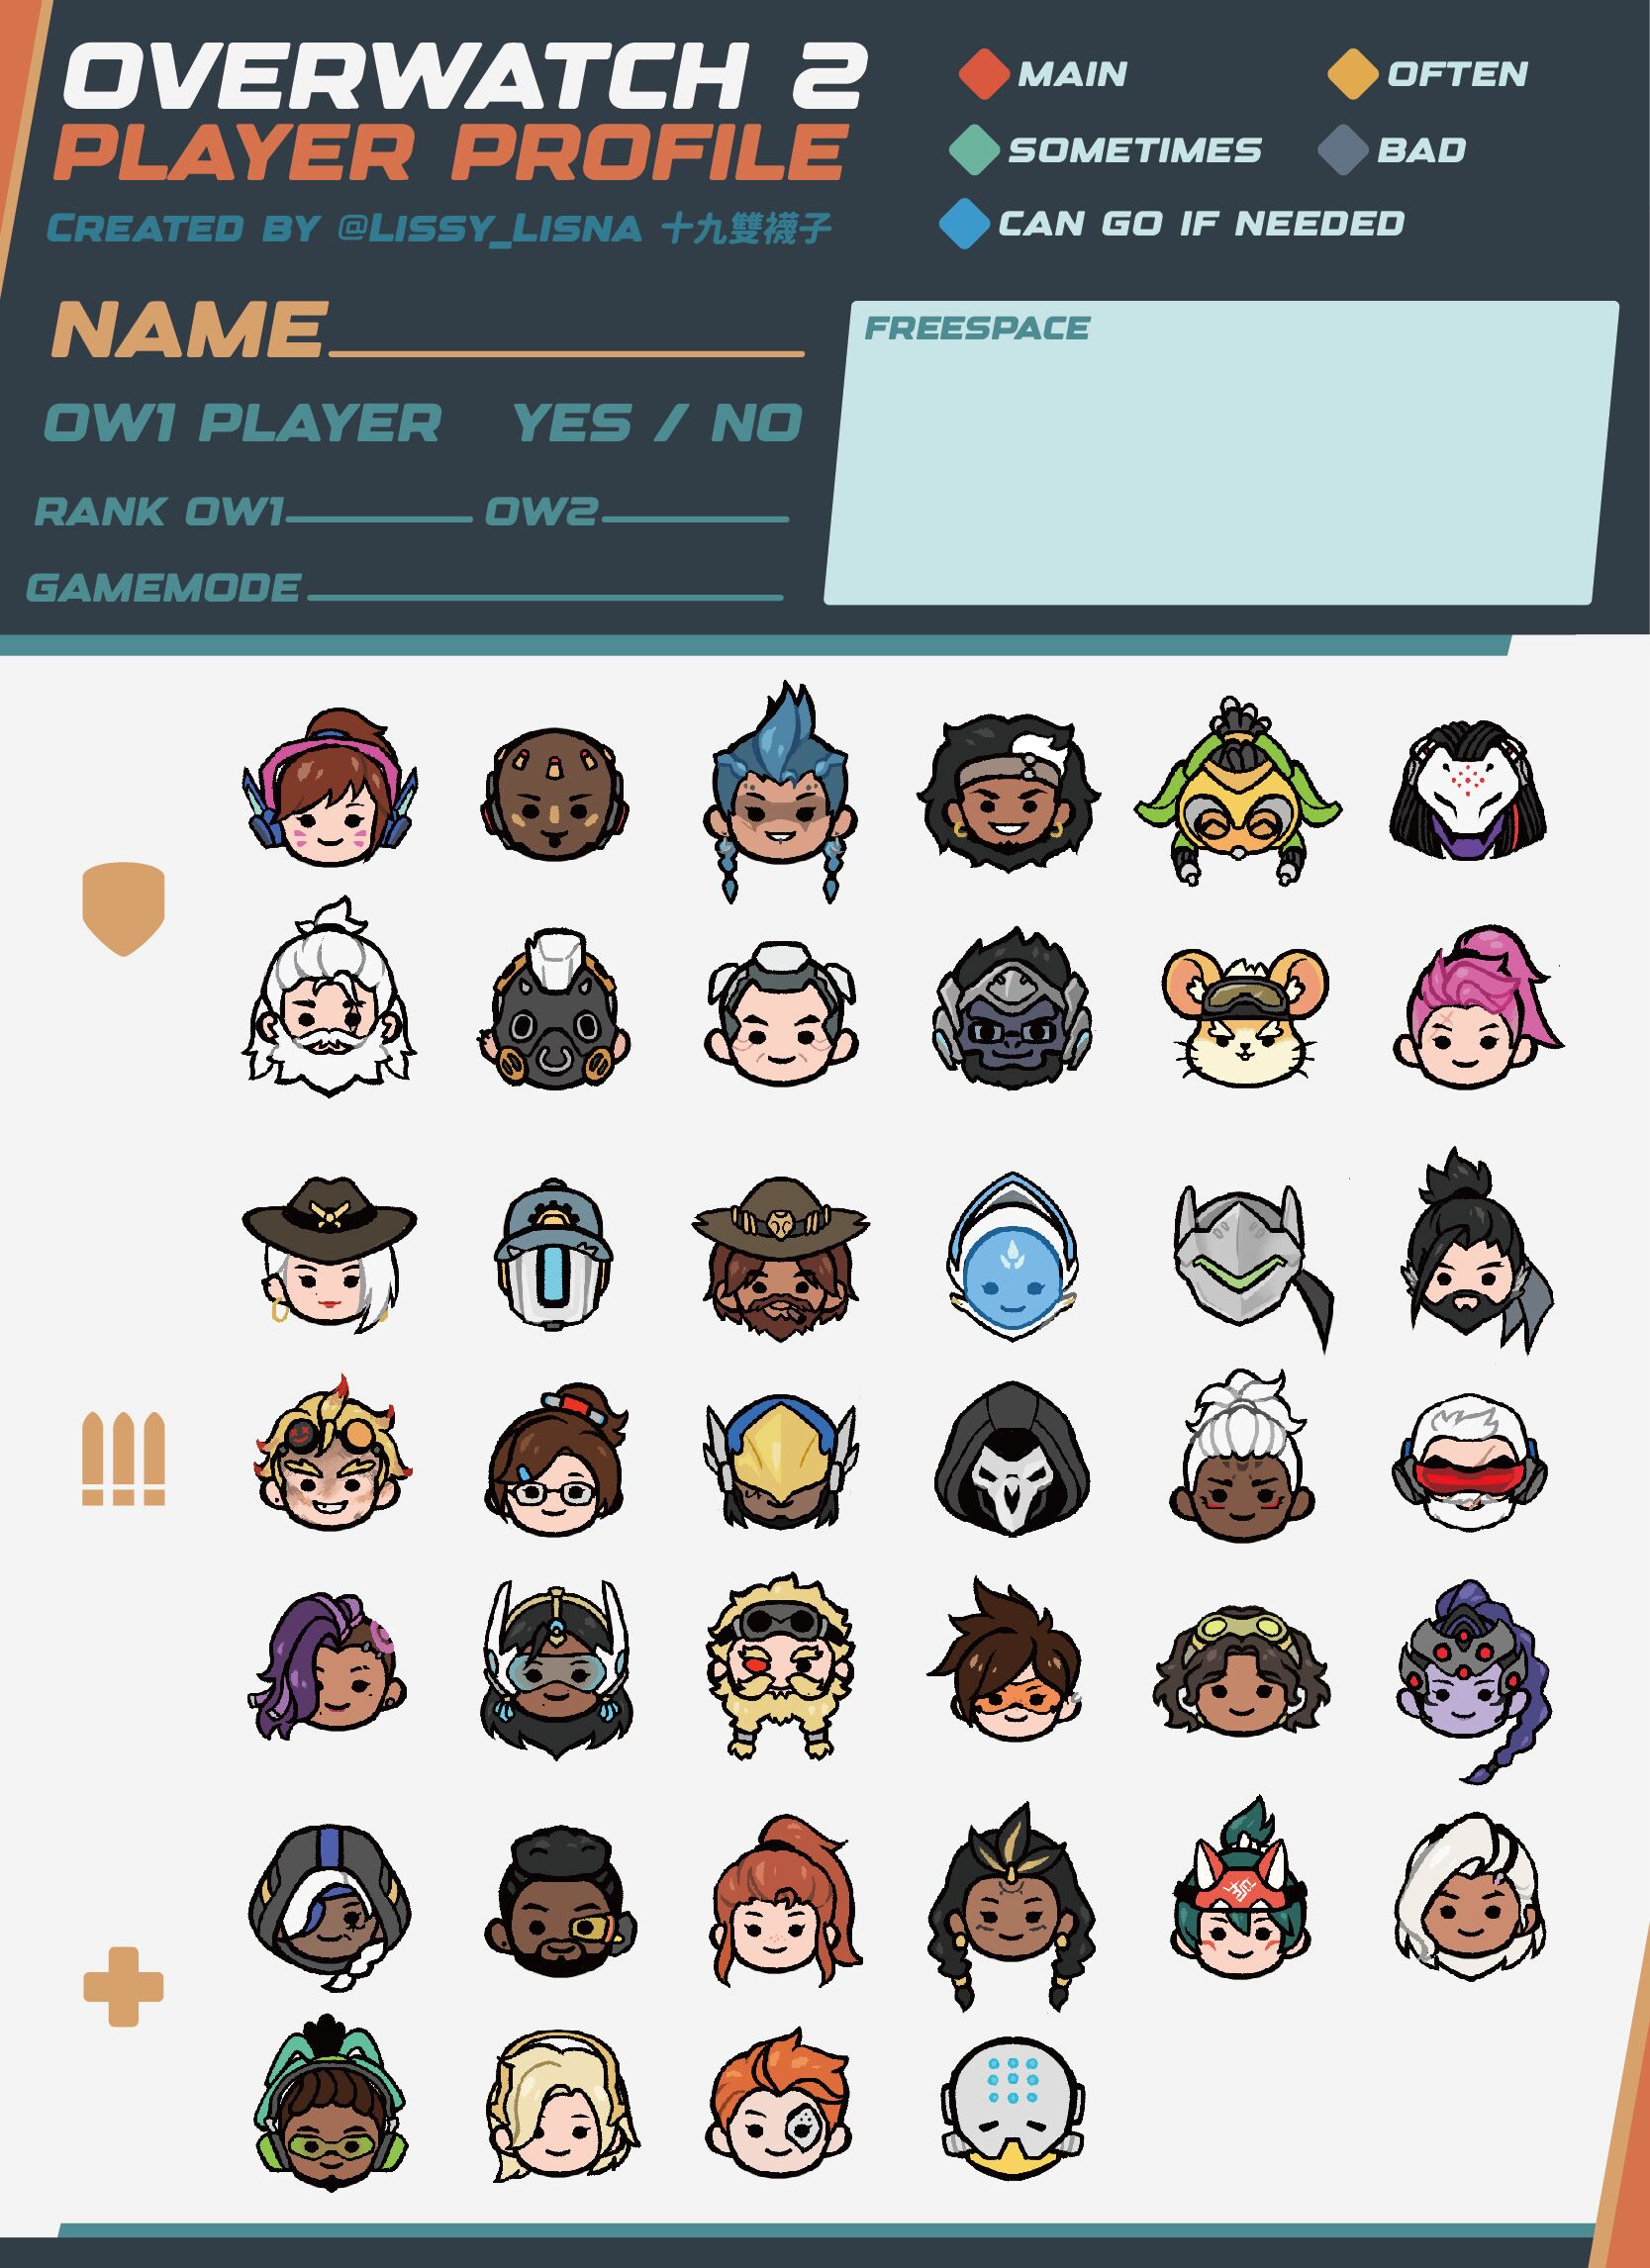 OVERWATCH 2
PLAYER PROFILE
CREATED BY @LISSY_LISNA 十九雙襪子
MAIN
OFTEN
SOMETIMES
BAD
CAN GO IF NEEDED
NAME
OW1 PLAYER YES / NO
RANK OW1 OW2
GAMEMODE
FREESPACE